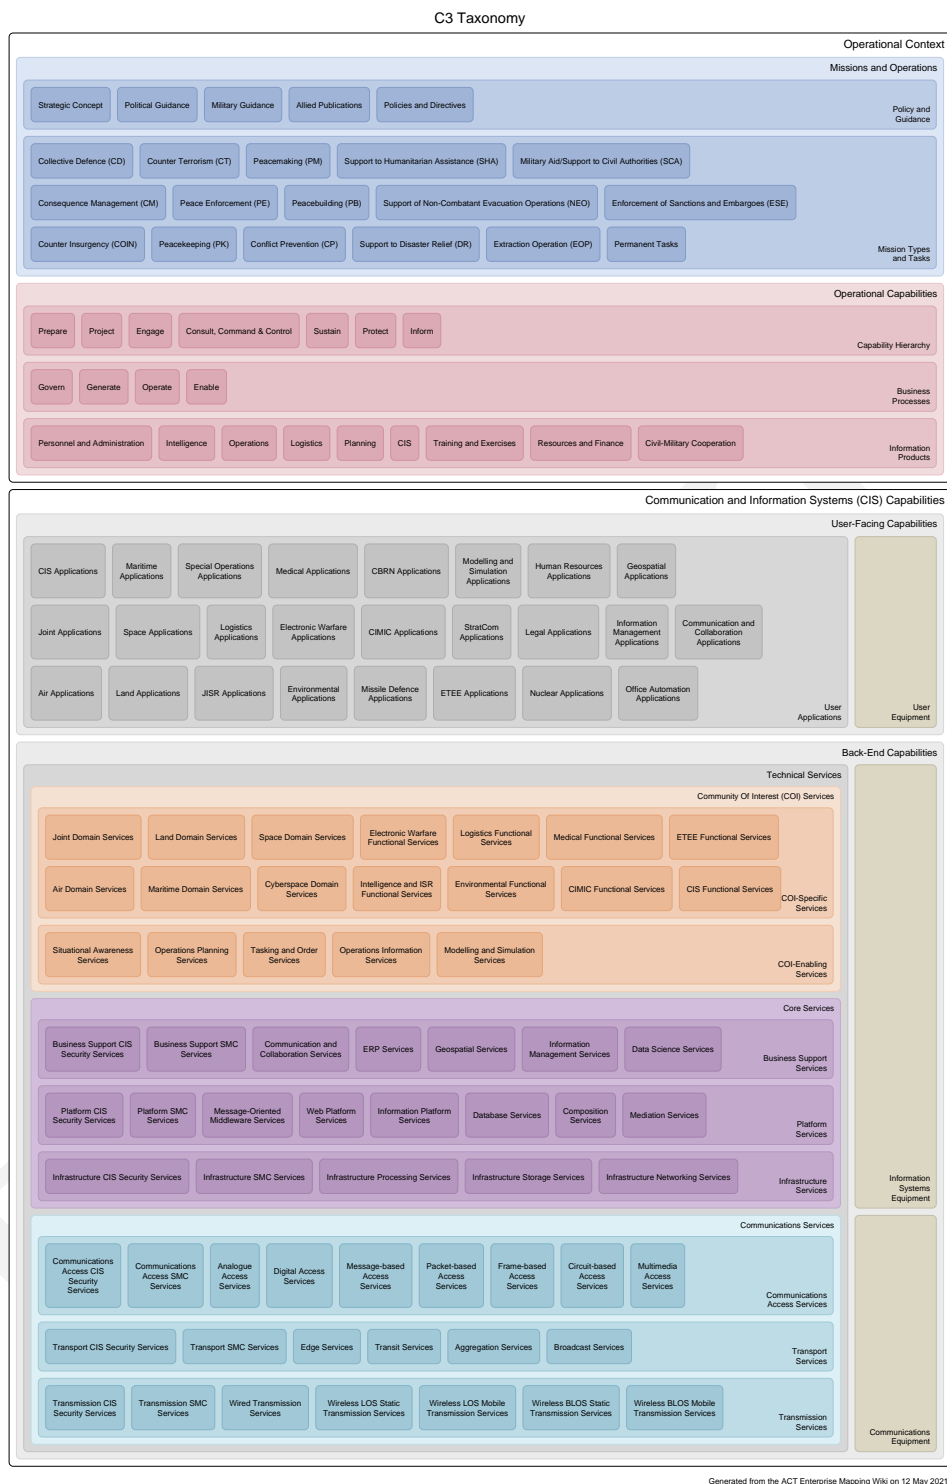 C3 Taxonomy
Operational Context
Missions and Operations
Strategic Concept
Political Guidance
Military Guidance
Allied Publications
Policies and Directives
Policy and
Guidance
Collective Defence (CD)
Counter Terrorism (CT)
Peacemaking (PM)
Support to Humanitarian Assistance (SHA)
Military Aid/Support to Civil Authorities (SCA)
Consequence Management (CM)
Peace Enforcement (PE)
Peacebuilding (PB)
Support of Non-Combatant Evacuation Operations (NEO)
Enforcement of Sanctions and Embargoes (ESE)
Counter Insurgency (COIN)
Peacekeeping (PK)
Conflict Prevention (CP)
Support to Disaster Relief (DR)
Extraction Operation (EOP)
Permanent Tasks
Mission Types
and Tasks
Operational Capabilities
Prepare
Project
Engage
Consult, Command & Control
Sustain
Protect
Inform
Capability Hierarchy
Govern
Generate
Operate
Enable
Business
Processes
Personnel and Administration
Intelligence
Operations
Logistics
Planning
CIS
Training and Exercises
Resources and Finance
Civil-Military Cooperation
Information
Products
Communication and Information Systems (CIS) Capabilities
User-Facing Capabilities
CIS Applications
Maritime
Applications
Special Operations
Applications
Medical Applications
CBRN Applications
Modelling and
Simulation
Applications
Human Resources
Applications
Geospatial
Applications
Joint Applications
Space Applications
Logistics
Applications
Electronic Warfare
Applications
CIMIC Applications
StratCom
Applications
Legal Applications
Information
Management
Applications
Communication and
Collaboration
Applications
Air Applications
Land Applications
JISR Applications
Environmental
Applications
Missile Defence
Applications
ETEE Applications
Nuclear Applications
Office Automation
Applications
User
Applications
User
Equipment
Back-End Capabilities
Technical Services
Community Of Interest (COI) Services
Joint Domain Services
Land Domain Services
Space Domain Services
Electronic Warfare
Functional Services
Logistics Functional
Services
Medical Functional Services
ETEE Functional Services
Air Domain Services
Maritime Domain Services
Cyberspace Domain
Services
Intelligence and ISR
Functional Services
Environmental Functional
Services
CIMIC Functional Services
CIS Functional Services
COI-Specific
Services
Situational Awareness
Services
Operations Planning
Services
Tasking and Order
Services
Operations Information
Services
Modelling and Simulation
Services
COI-Enabling
Services
Core Services
Business Support CIS
Security Services
Business Support SMC
Services
Communication and
Collaboration Services
ERP Services
Geospatial Services
Information
Management Services
Data Science Services
Business Support
Services
Platform CIS
Security Services
Platform SMC
Services
Message-Oriented
Middleware Services
Web Platform
Services
Information Platform
Services
Database Services
Composition
Services
Mediation Services
Platform
Services
Infrastructure CIS Security Services
Infrastructure SMC Services
Infrastructure Processing Services
Infrastructure Storage Services
Infrastructure Networking Services
Infrastructure
Services
Information
Systems
Equipment
Communications Services
Communications
Access CIS
Security
Services
Communications
Access SMC
Services
Analogue
Access
Services
Digital Access
Services
Message-based
Access
Services
Packet-based
Access
Services
Frame-based
Access
Services
Circuit-based
Access
Services
Multimedia
Access
Services
Communications
Access Services
Transport CIS Security Services
Transport SMC Services
Edge Services
Transit Services
Aggregation Services
Broadcast Services
Transport
Services
Transmission CIS
Security Services
Transmission SMC
Services
Wired Transmission
Services
Wireless LOS Static
Transmission Services
Wireless LOS Mobile
Transmission Services
Wireless BLOS Static
Transmission Services
Wireless BLOS Mobile
Transmission Services
Transmission
Services
Communications
Equipment
Generated from the ACT Enterprise Mapping Wiki on 12 May 2021